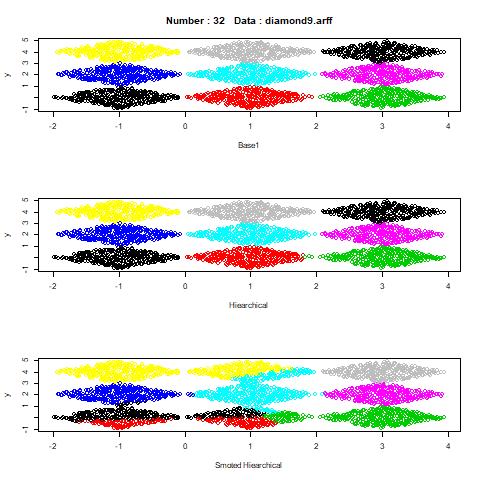 Number : 32 Data : diamond9.arff
y
-1 1 2 3 4 5
-2 -1 0 1 2 3 4
Base1
y
-1 1 2 3 4 5
-2 -1 0 1 2 3 4
Hiearchical
y
-1 1 2 3 4 5
-2 -1 0 1 2 3 4
Smoted Hiearchical